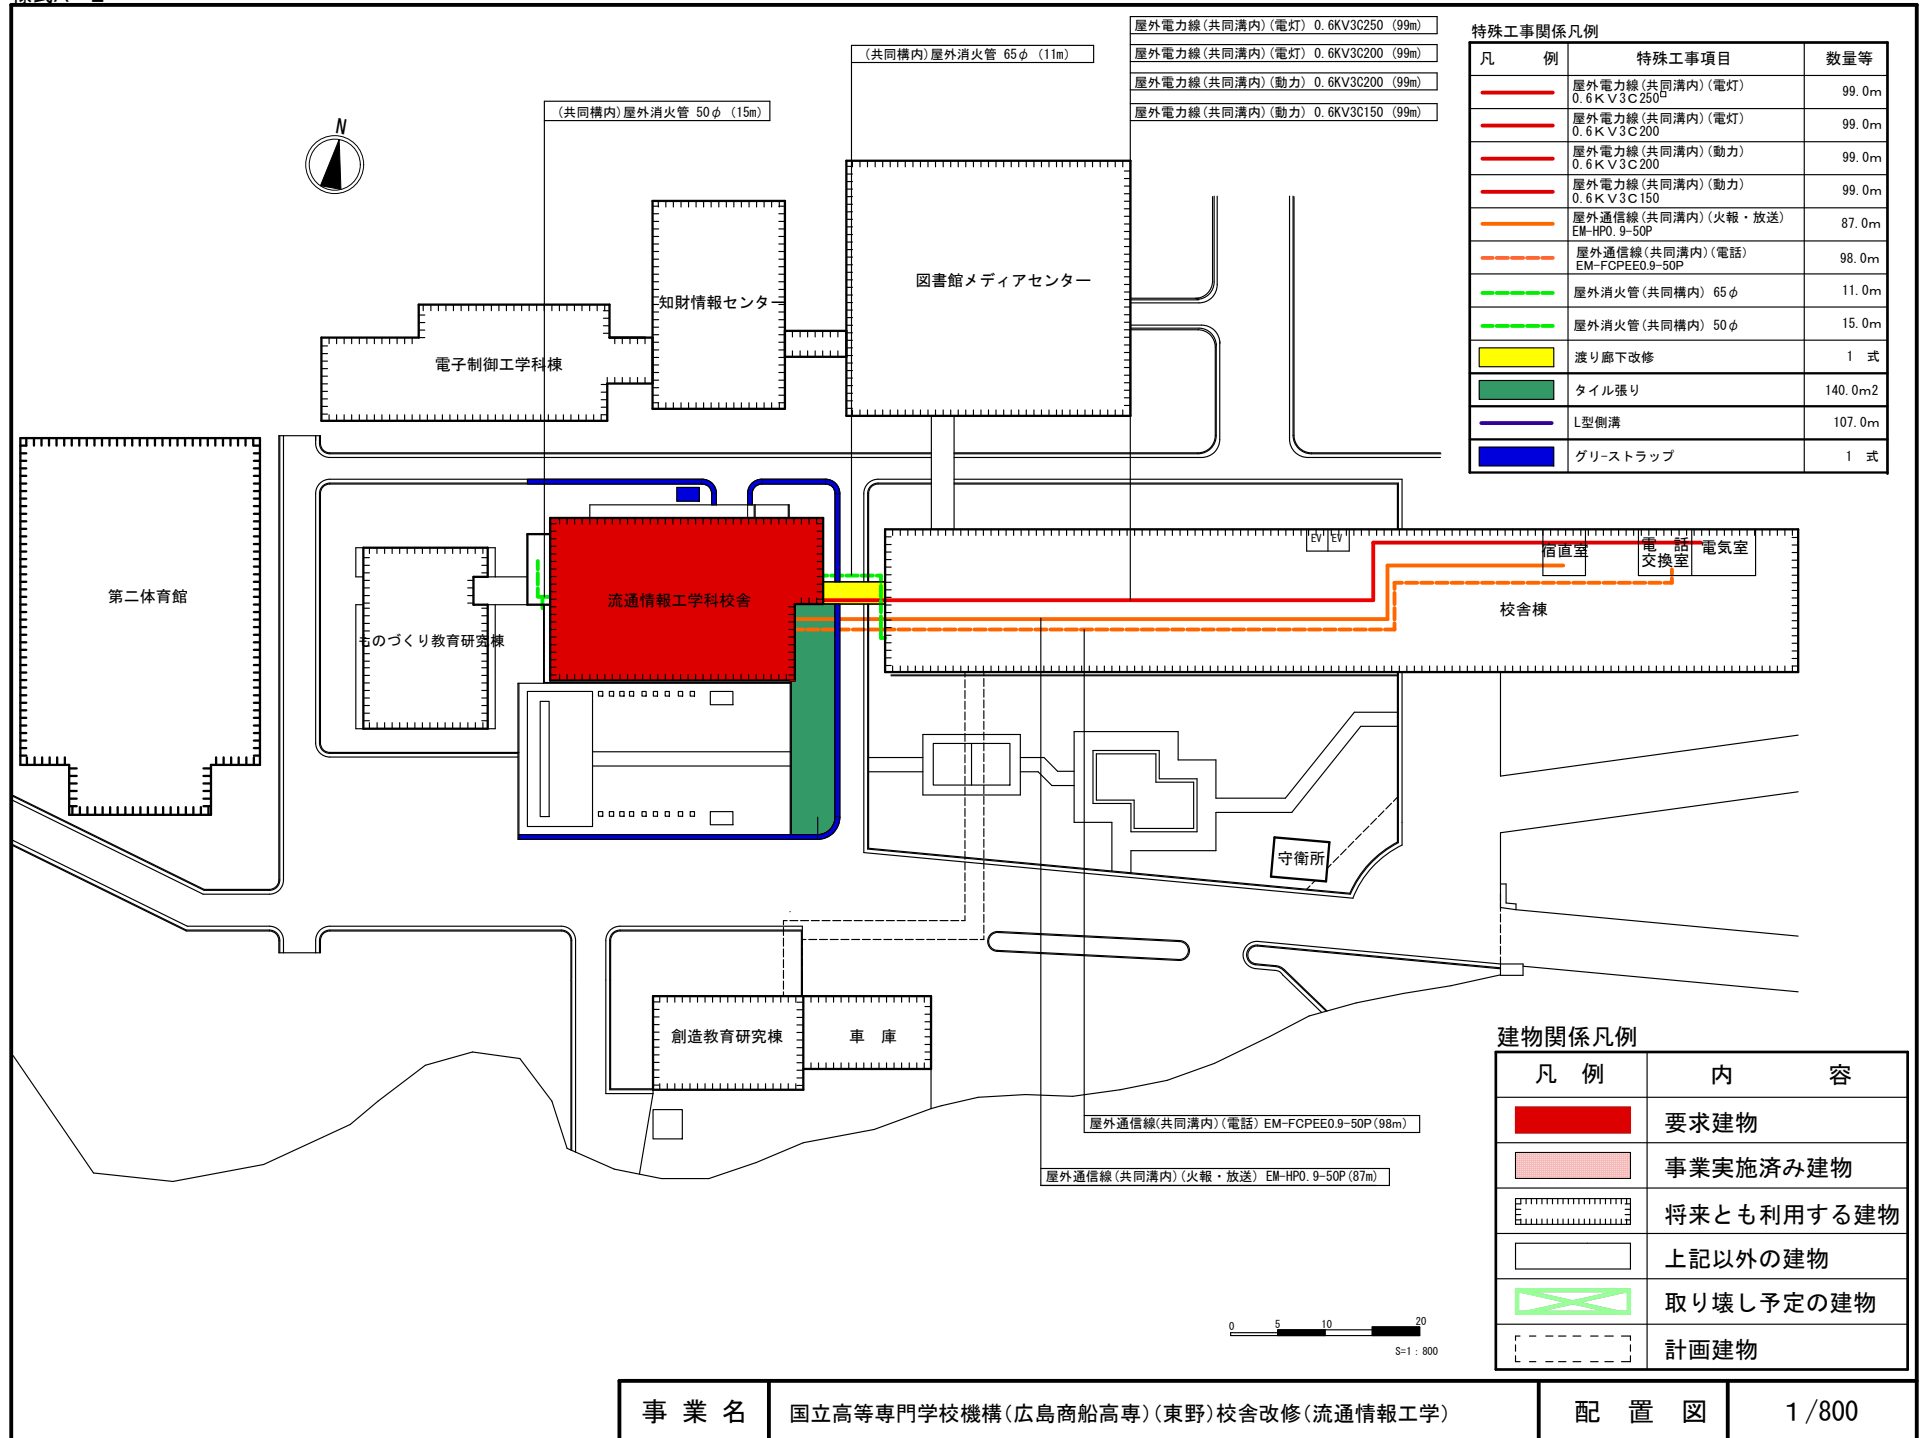 屋外電力線(共同溝内)(電灯) 0.6KV3C250 (99m)
屋外電力線(共同溝内)(電灯) 0.6KV3C200 (99m)
屋外電力線(共同溝内)(動力) 0.6KV3C200 (99m)
屋外電力線(共同溝内)(動力) 0.6KV3C150 (99m)
(共同構内)屋外消火管 65φ (11m)
(共同構内)屋外消火管 50φ (15m)
N
特殊工事関係凡例
凡 例 特殊工事項目 数量等
屋外電力線(共同溝内)(電灯)
0.6KV3C250 99.0m
屋外電力線(共同溝内)(電灯)
0.6KV3C200 99.0m
屋外電力線(共同溝内)(動力)
0.6KV3C200 99.0m
屋外電力線(共同溝内)(動力)
0.6KV3C150 99.0m
屋外通信線(共同溝内)(火報・放送)
EM-HP0.9-50P 87.0m
屋外通信線(共同溝内)(電話)
EM-FCPEE0.9-50P 98.0m
屋外消火管(共同構内) 65φ 11.0m
屋外消火管(共同構内) 50φ 15.0m
渡り廊下改修 1 式
タイル張り 140.0m2
L型側溝 107.0m
グリーストラップ 1 式
図書館メディアセンター
知財情報センター
電子制御工学科棟
第二体育館
ものづくり教育研究棟
流通情報工学科校舎
EV EV
宿直室
電 話
交換室
電気室
校舎棟
守衛所
創造教育研究棟
車 庫
屋外通信線(共同溝内)(電話) EM-FCPEE0.9-50P(98m)
屋外通信線(共同溝内)(火報・放送) EM-HP0.9-50P(87m)
建物関係凡例
凡 例 内 容
要求建物
事業実施済み建物
将来とも利用する建物
上記以外の建物
取り壊し予定の建物
計画建物
0 5 10 20
S=1 : 800
事 業 名 国立高等専門学校機構(広島商船高専)(東野)校舎改修(流通情報工学) 配 置 図 1/800